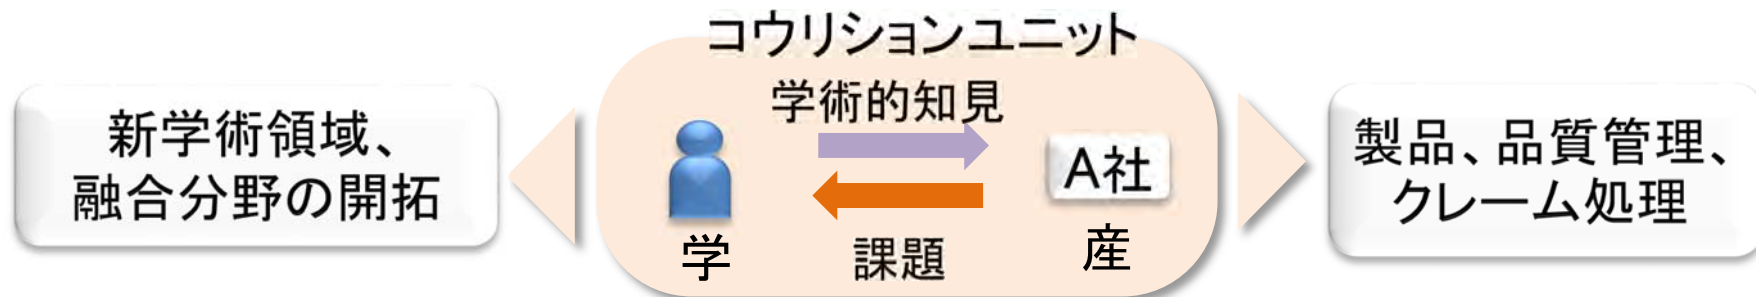 コウリションユニット
新学術領域、
融合分野の開拓
学術的知見
A社
学
課題
産
製品、品質管理、
クレーム処理